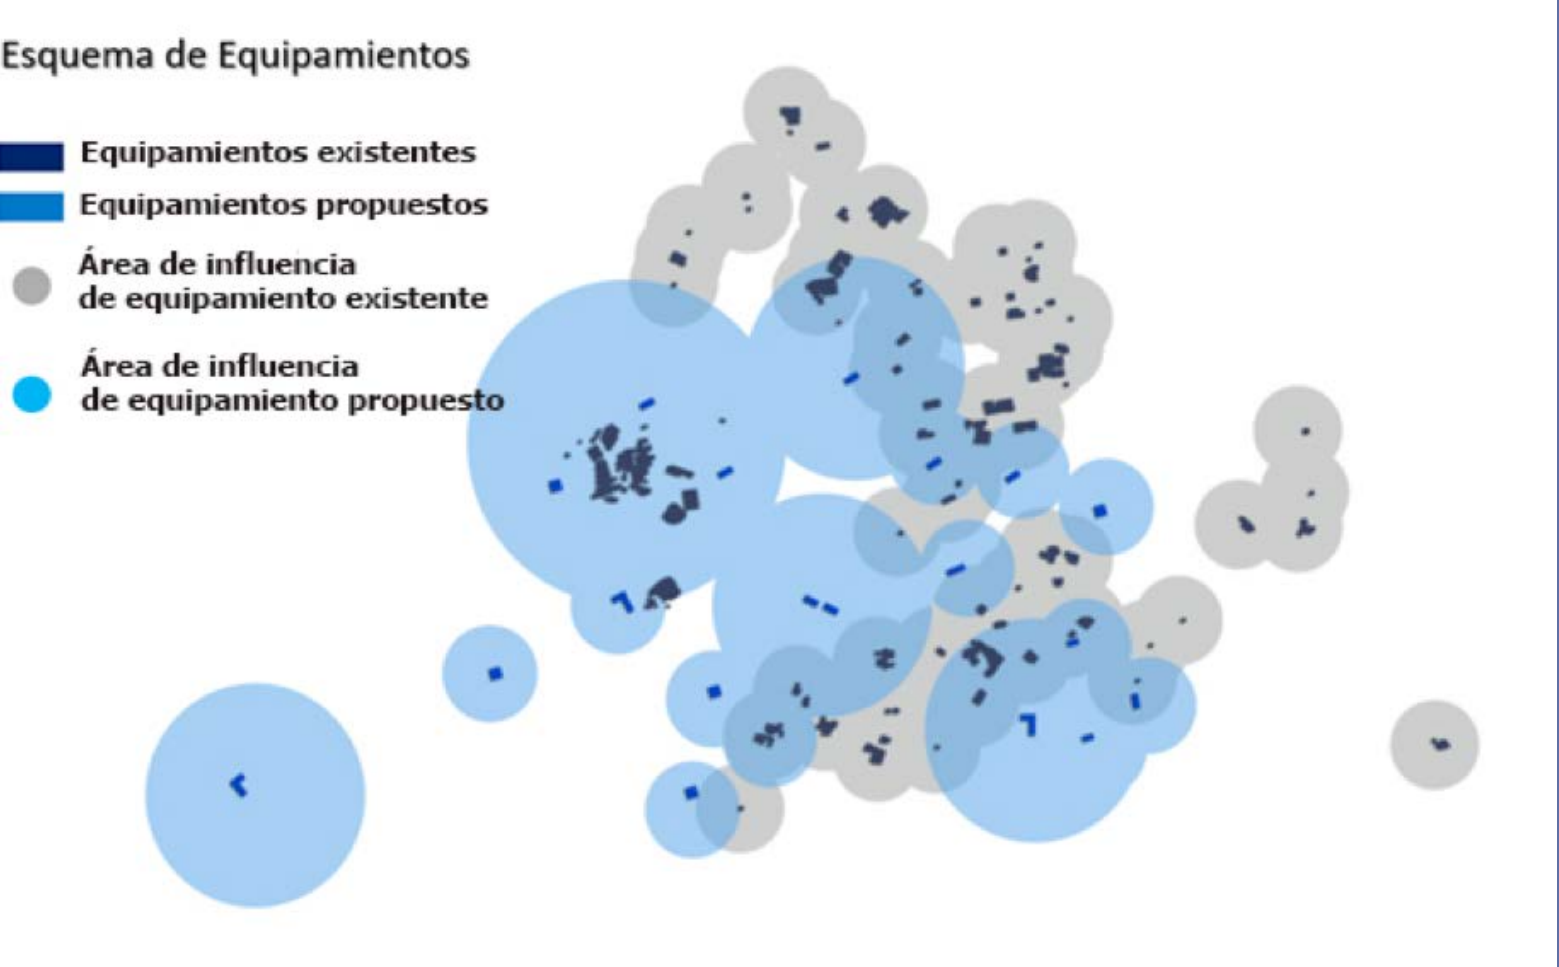 Esquema de Equipamientos
Equipamientos existentes
Equipamientos propuestos
Área de influencia
de equipamiento existente
Área de influencia
de equipamiento propuesto